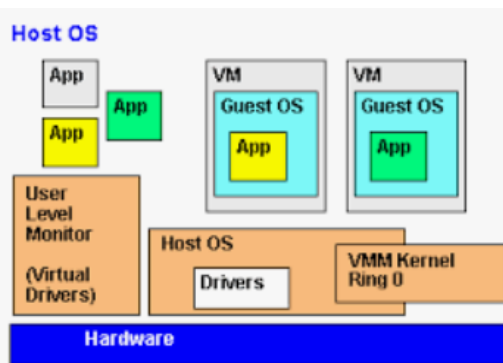 Host OS
App
App
App
VM
Guest OS
App
VM
Guest OS
App
User
Level
Monitor
(Virtual
Drivers)
Host OS
Drivers
VMM Kernel
Ring 0
Hardware